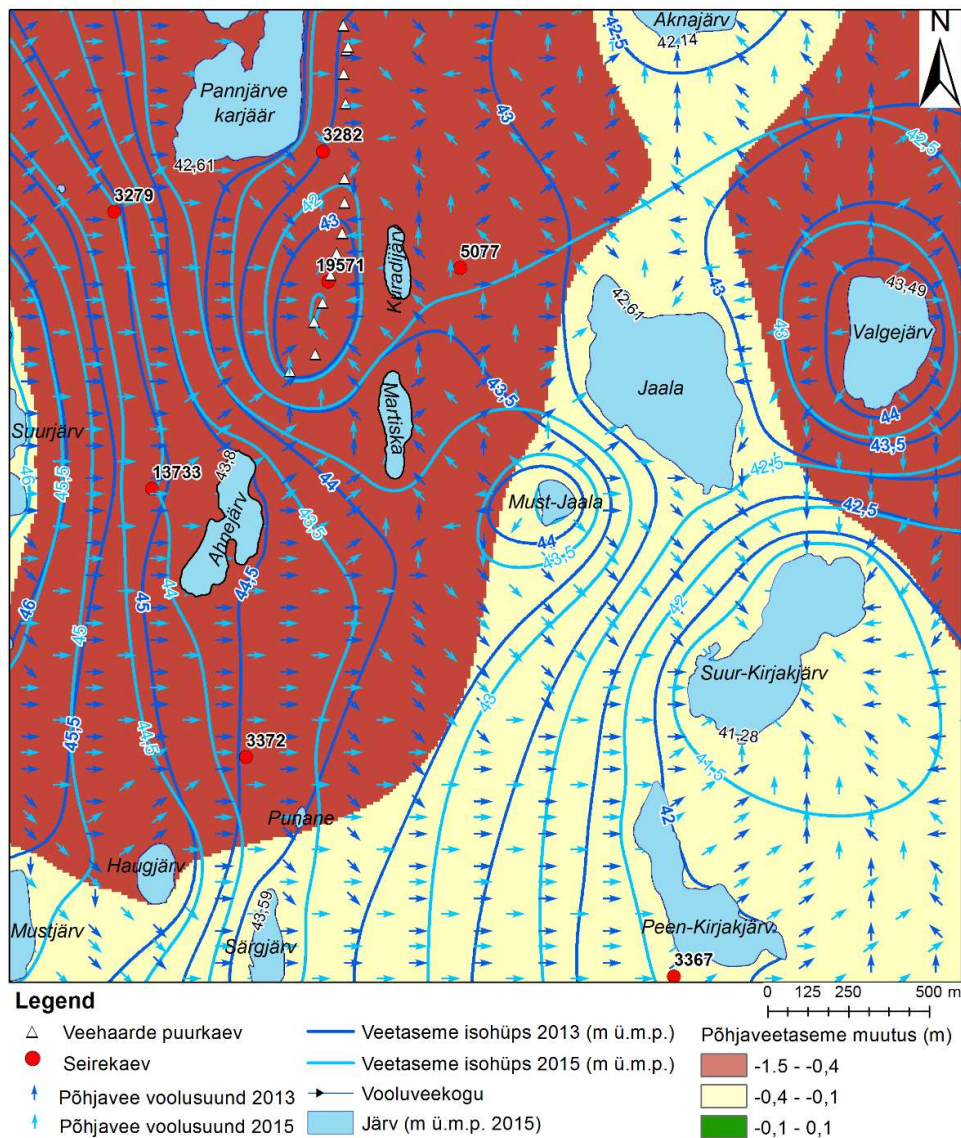 Aknajärv
42,14
42,5
N
Pannjärve
karjäär
42,61
43
3282
42,5
3279
42
43
19571
Kuradijärv
5077
42,61
43
43,49
Valgejärv
43
Jaala
44
43,5
Martiska
43,5
Suurjärv
46
45,5
13733
43,8
44
Ahnejärv
43,5
Must-Jaala
44
43,5
42,5
42,5
46
45
45
44
44,5
42
Suur-Kirjakjärv
41,28
43
41,5
45,5
44,5
3372
Punane
42
Haugjärv
Mustjärv
43,59
Särgjärv
Peen-Kirjakjärv
3367
Legend
0 125 250 500 m
Veehaarde puurkaev
Seirekaev
Põhjavee voolusuund 2013
Põhjavee voolusuund 2015
Veetaseme isohüps 2013 (m ü.m.p.)
Veetaseme isohüps 2015 (m ü.m.p.)
Vooluveekogu
Järv (m ü.m.p. 2015)
Põhjaveetaseme muutus (m)
-1.5 - -0,4
-0,4 - -0,1
-0,1 - 0,1